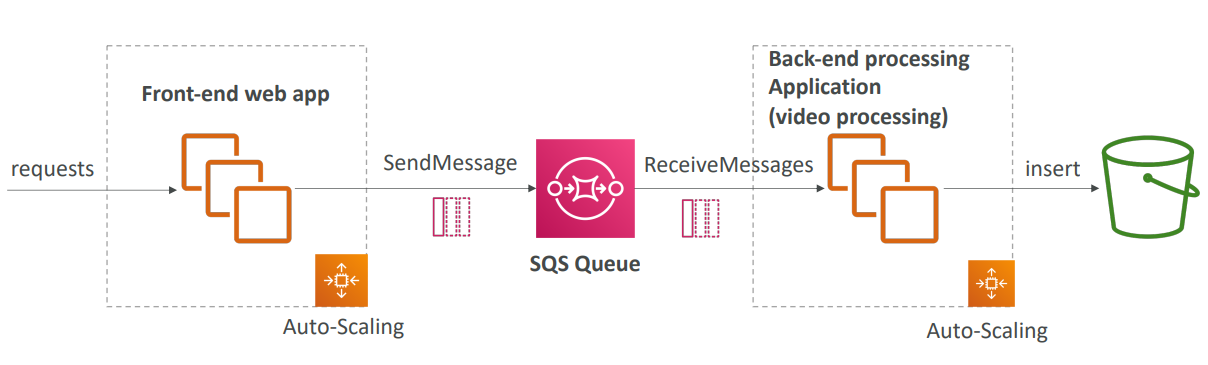 Front-end web app
requests
Auto-Scaling
SendMessage
SQS Queue
ReceiveMessages
Back-end processing
Application
(video processing)
Auto-Scaling
insert